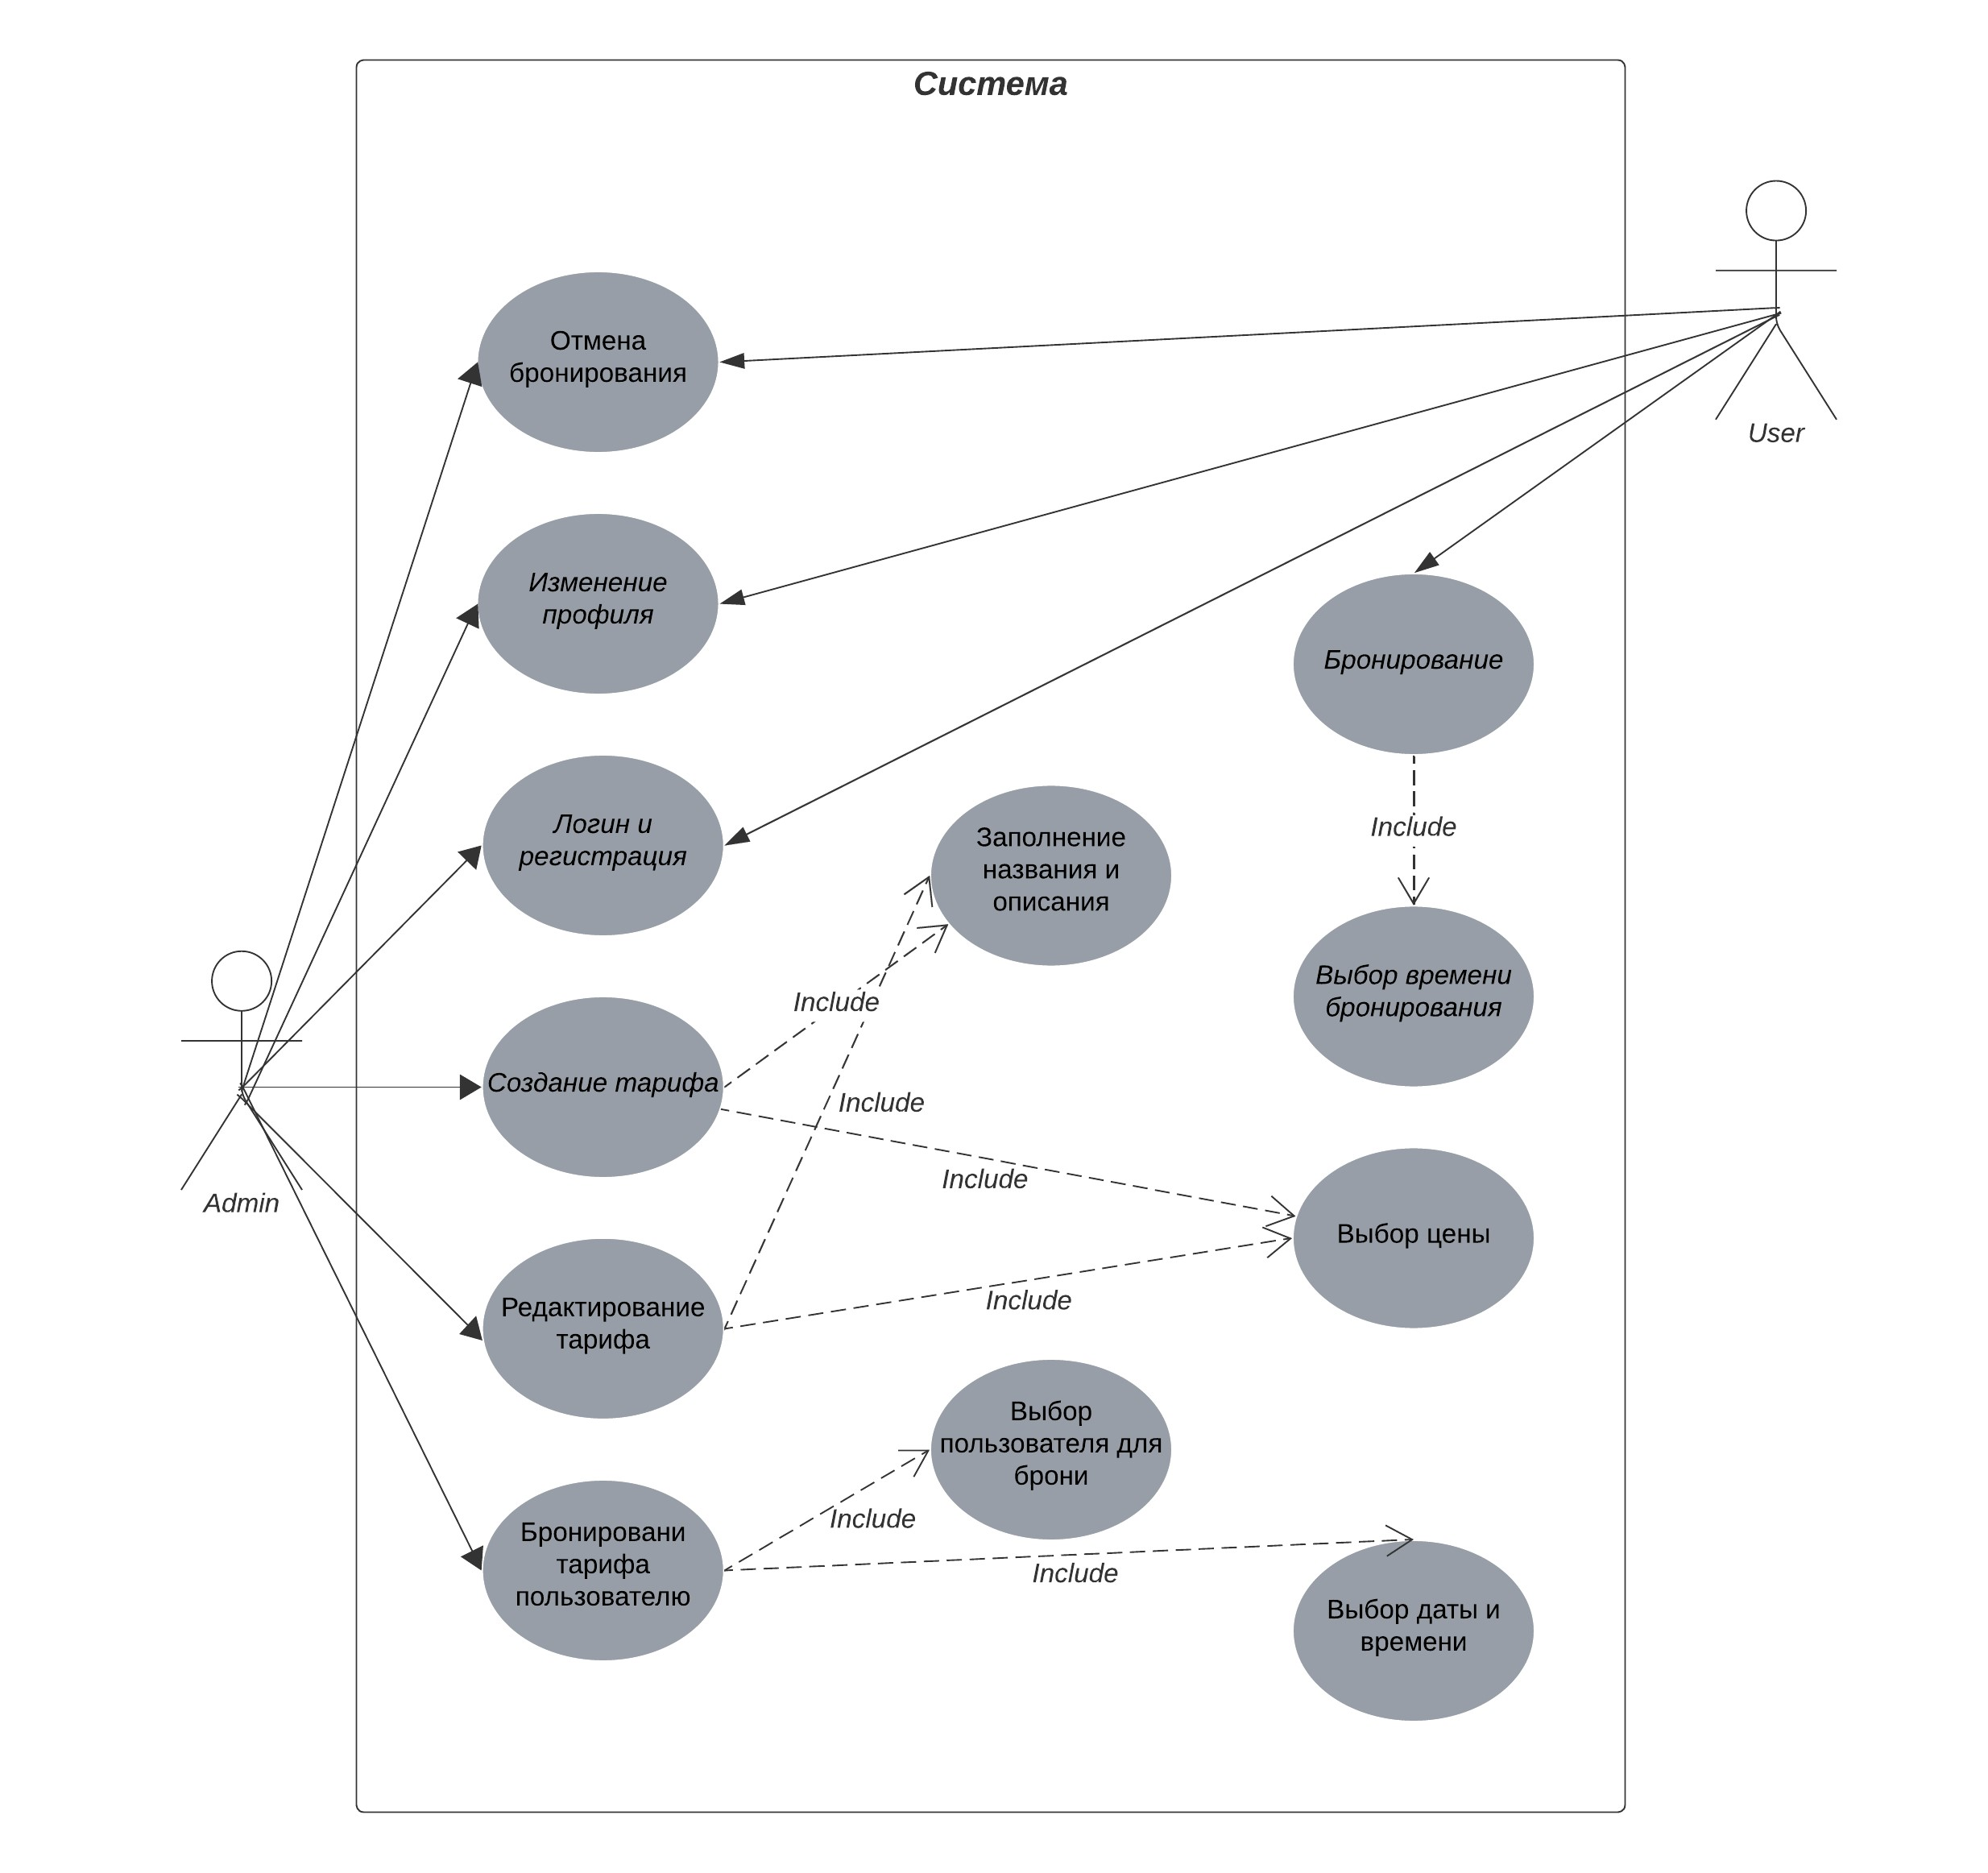 Система
User
Отмена
бронирования
Изменение
профиля
Бронирование
Логин и
регистрация
Include
Заполнение
названия и
описания
Выбор времени
бронирования
Include
Создание тарифа
Include
Include
Admin
Выбор цены
Редактирование
тарифа
Include
Выбор
пользователя для
брони
Include
Бронировани
тарифа
пользователю
Include
Выбор даты и
времени